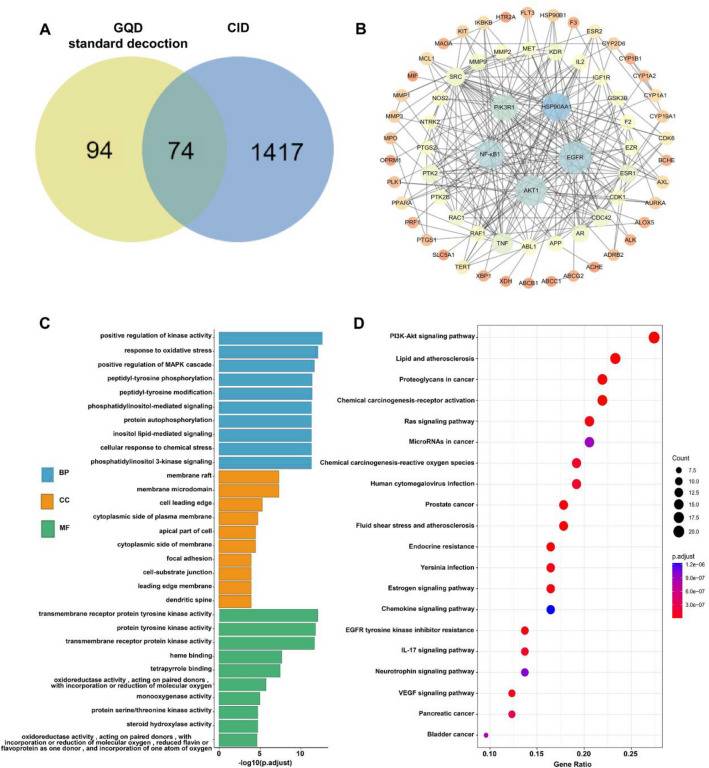 A
GQD
standard decoction
CID
94
74
1417
B
FLT3
HSP90B1
HTR2A
F3
IKBKB
ESR2
KIT
CYP2D6
MAOA
MET
KDR
MMP2
CYP1B1
MCL1
MMP9
IL2
CYP1A2
MIF
SRC
IGF1R
CYP1A1
MMP1
NOS2
PIK3R1
HSP90AA1
GSK3B
MMP3
NTRK2
F2
CYP19A1
MPO
PTGS2
EZR
CDK6
OPRM1
NF-κB1
EGFR
BCHE
PLK1
PTK2
ESR1
AXL
PPARA
PTK2B
AKT1
CDK1
AURKA
PRF1
RAC1
CDC42
ALOX5
PTGS1
RAF1
TNF
ABL1
APP
AR
ALK
SLC5A1
TERT
ADRB2
XBP1
XDH
ABCB1
ABCC1
ABCG2
ACHE
C
positive regulation of kinase activity
response to oxidative stress
positive regulation of MAPK cascade
peptidyl-tyrosine phosphorylation
peptidyl-tyrosine modification
phosphatidylinositol-mediated signaling
protein autophosphorylation
inositol lipid-mediated signaling
cellular response to chemical stress
phosphatidylinositol 3-kinase signaling
membrane raft
membrane microdomain
cell leading edge
cytoplasmic side of plasma membrane
apical part of cell
cytoplasmic side of membrane
focal adhesion
cell-substrate junction
leading edge membrane
dendritic spine
transmembrane receptor protein tyrosine kinase activity
protein tyrosine kinase activity
transmembrane receptor protein kinase activity
heme binding
tetrapyrrole binding
oxidoreductase activity , acting on paired donors ,
with incorporation or reduction of molecular oxygen
monooxygenase activity
protein serine/threonine kinase activity
steroid hydroxylase activity
oxidoreductase activity , acting on paired donors , with
incorporation or reduction of molecular oxygen , reduced flavin or
flavoprotein as one donor , and incorporation of one atom of oxygen
BP
CC
MF
0
5
10
-log10(p.adjust)
D
PI3K-Akt signaling pathway
Lipid and atherosclerosis
Proteoglycans in cancer
Chemical carcinogenesis-receptor activation
Ras signaling pathway
MicroRNAs in cancer
Chemical carcinogenesis-reactive oxygen species
Human cytomegalovirus infection
Prostate cancer
Fluid shear stress and atherosclerosis
Endocrine resistance
Yersinia infection
Estrogen signaling pathway
Chemokine signaling pathway
EGFR tyrosine kinase inhibitor resistance
IL-17 signaling pathway
Neurotrophin signaling pathway
VEGF signaling pathway
Pancreatic cancer
Bladder cancer
0.10
0.15
0.20
0.25
Gene Ratio
Count
7.5
10.0
12.5
15.0
17.5
20.0
p.adjust
1.2e-06
9.0e-07
6.0e-07
3.0e-07